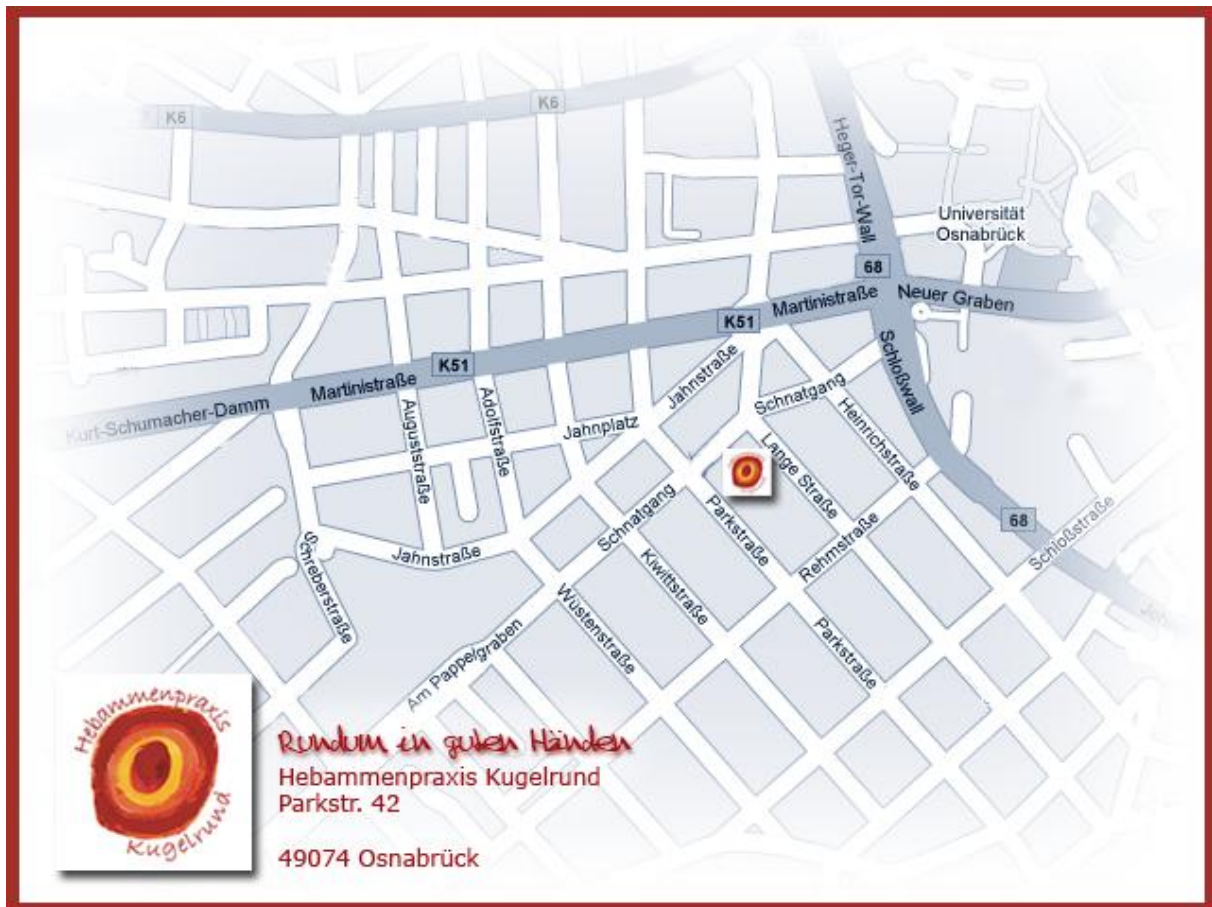 K6
K6
Heger-Tor-Wall
Universität
Osnabrück
68
Martinistraße
Neuer Graben
K51
K51
Martinistraße
Kurt-Schumacher-Damm
Schloßwall
Jahnstraße
Schnatgang
Heinrichstraße
Adolfstraße
Auguststraße
Jahnplatz
Lange Straße
Schnatgang
Parkstraße
Rehmstraße
68
Schloßstraße
Jahnstraße
Schreberstraße
Kiwittstraße
Wüstenstraße
Parkstraße
Am Pappelgraben
Hebammenpraxis
Kugelrund
Rundum in guten Händen
Hebammenpraxis Kugelrund
Parkstr. 42
49074 Osnabrück